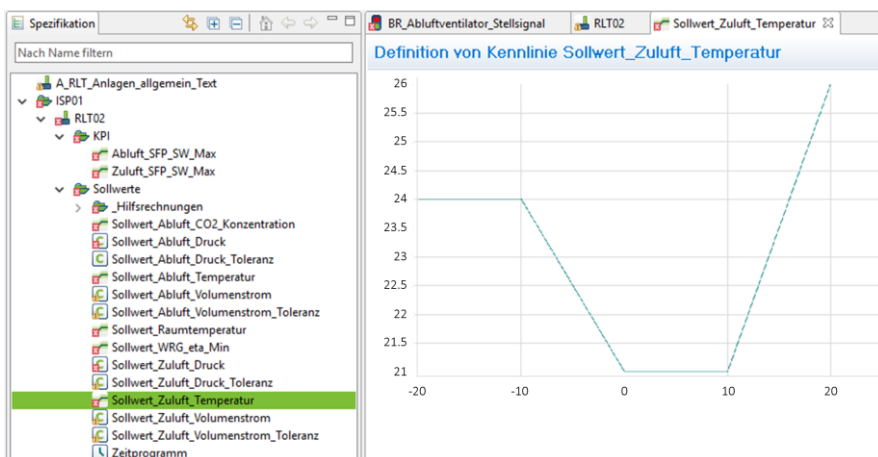 Spezifikation
Nach Name filtern
A_RLT_Anlagen_allgemein_Text
ISP01
RLT02
KPI
Abluft_SFP_SW_Max
Zuluft_SFP_SW_Max
Sollwerte
_Hilfsrechnungen
Sollwert_Abluft_CO2_Konzentration
Sollwert_Abluft_Druck
Sollwert_Abluft_Druck_Toleranz
Sollwert_Abluft_Temperatur
Sollwert_Abluft_Volumenstrom
Sollwert_Abluft_Volumenstrom_Toleranz
Sollwert_Raumtemperatur
Sollwert_WRG_eta_Min
Sollwert_Zuluft_Druck
Sollwert_Zuluft_Druck_Toleranz
Sollwert_Zuluft_Temperatur
Sollwert_Zuluft_Volumenstrom
Sollwert_Zuluft_Volumenstrom_Toleranz
Zeitprogramm
BR_Abluftventilator_Stellsignal RLT02 Sollwert_Zuluft_Temperatur
Definition von Kennlinie Sollwert_Zuluft_Temperatur
26
25.5
25
24.5
24
23.5
23
22.5
22
21.5
21
-20 -10 0 10 20